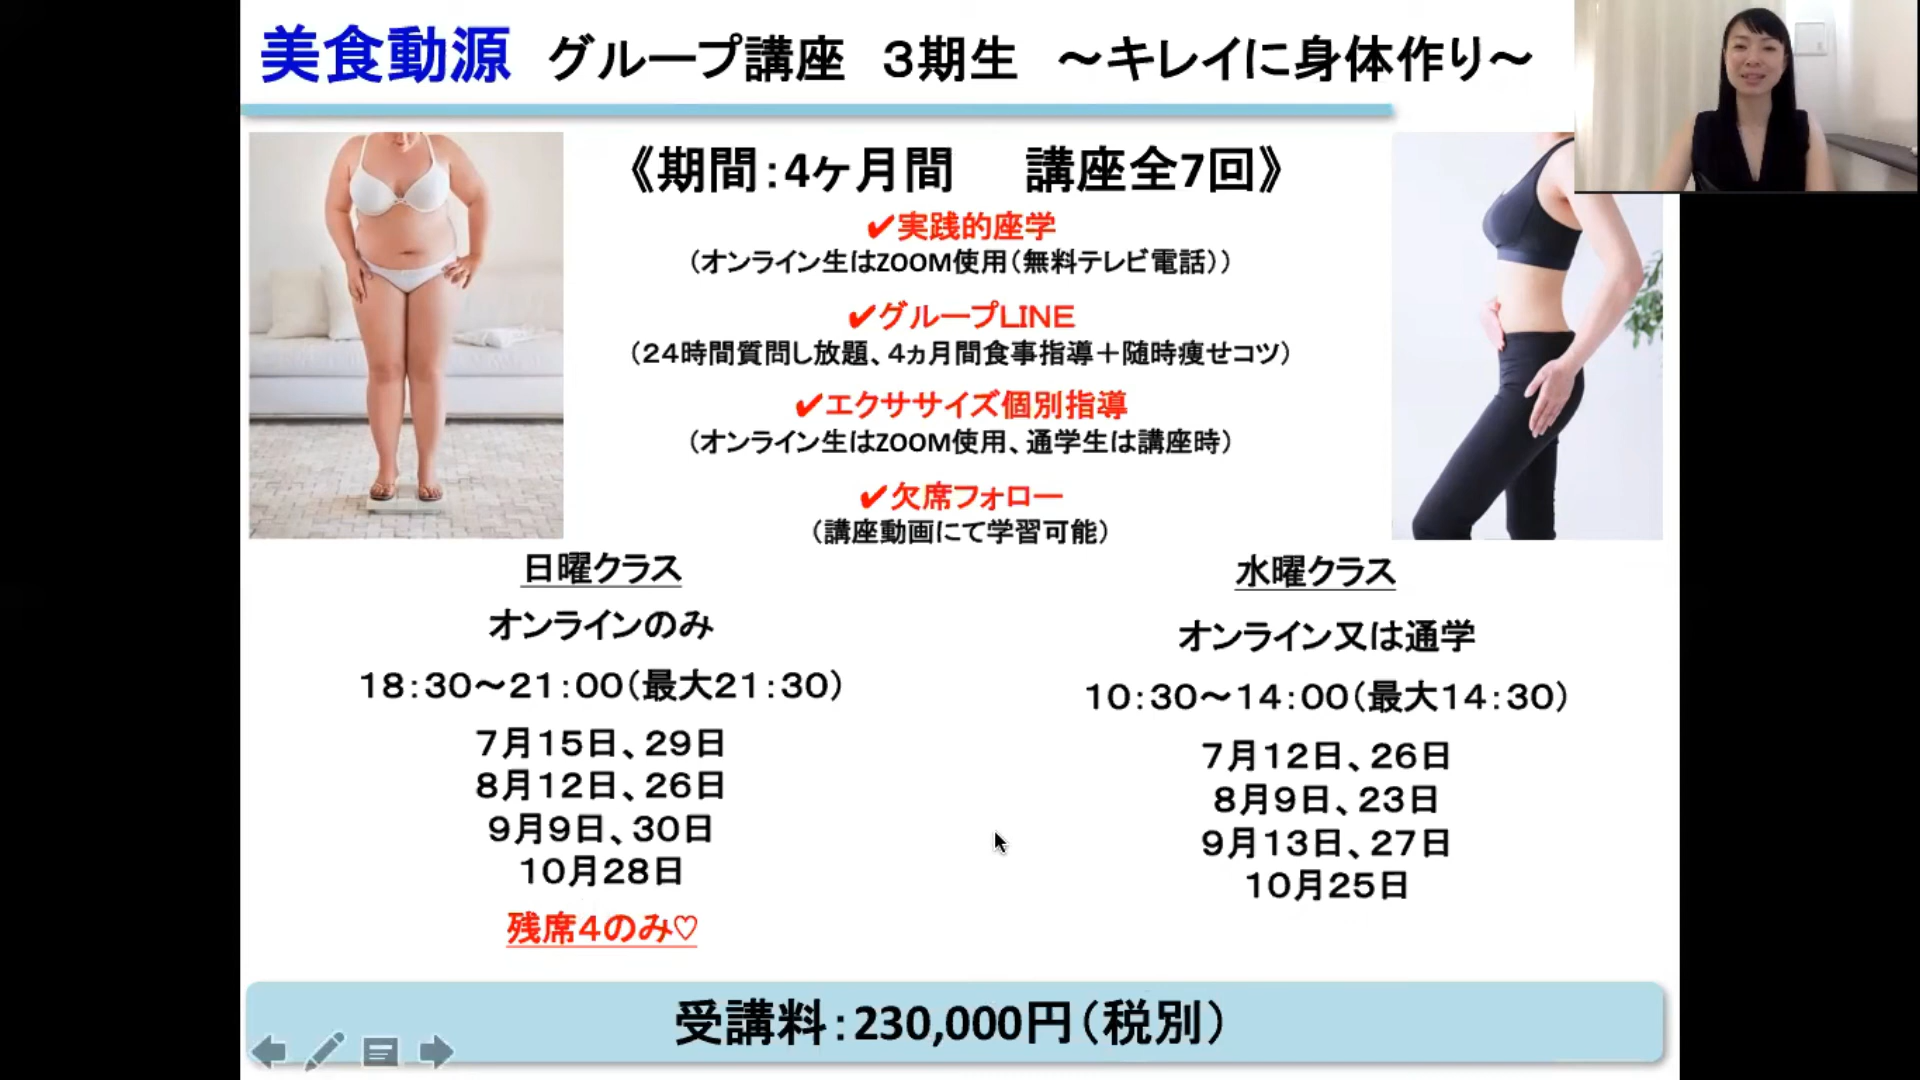 美食動源 グループ講座 3期生 ～キレイに身体作り～
《期間：4ヶ月間 講座全7回》
✔実践的座学
（オンライン生はZOOM使用（無料テレビ電話））
✔グループLINE
（24時間質問し放題、4ヵ月間食事指導＋随時痩せコツ）
✔エクササイズ個別指導
（オンライン生はZOOM使用、通学生は講座時）
✔欠席フォロー
（講座動画にて学習可能）
日曜クラス
オンラインのみ
18：30～21：00（最大21：30）
7月15日、29日
8月12日、26日
9月9日、30日
10月28日
残席4のみ♡
水曜クラス
オンライン又は通学
10：30～14：00（最大14：30）
7月12日、26日
8月9日、23日
9月13日、27日
10月25日
受講料：230,000円（税別）